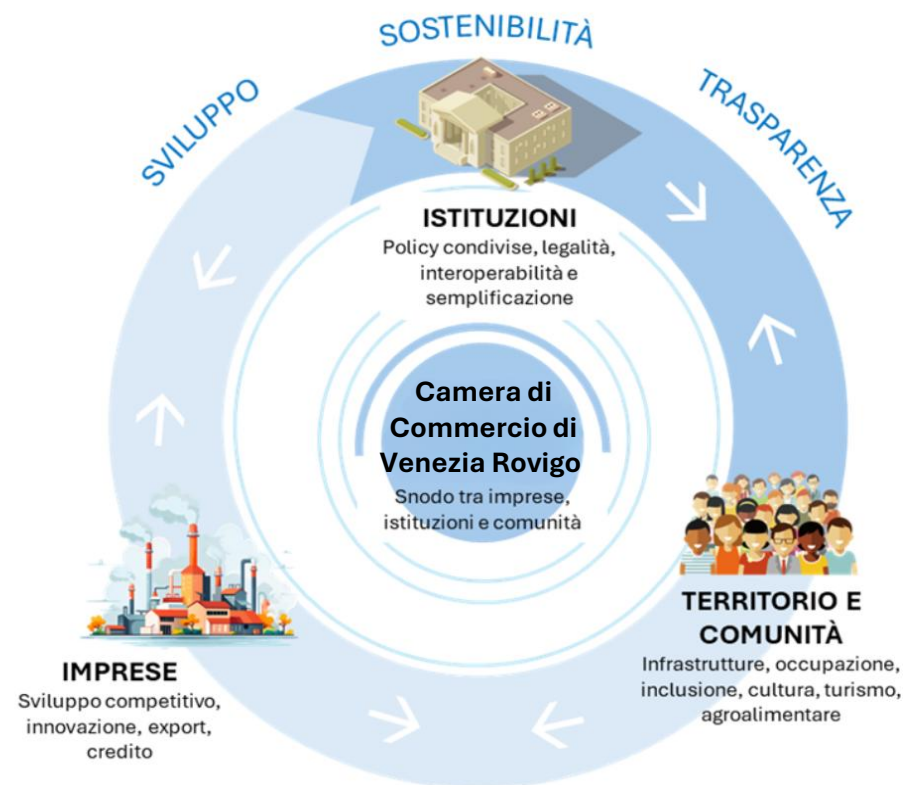 SVILUPPO
SOSTENIBILITÀ
TRASPARENZA
ISTITUZIONI
Policy condivise, legalità,
interoperabilità e
semplificazione
Camera di
Commercio di
Venezia Rovigo
Snodo tra imprese,
istituzioni e comunità
IMPRESE
Sviluppo competitivo,
innovazione, export,
credito
TERRITORIO E
COMUNITÀ
Infrastrutture, occupazione,
inclusione, cultura, turismo,
agroalimentare